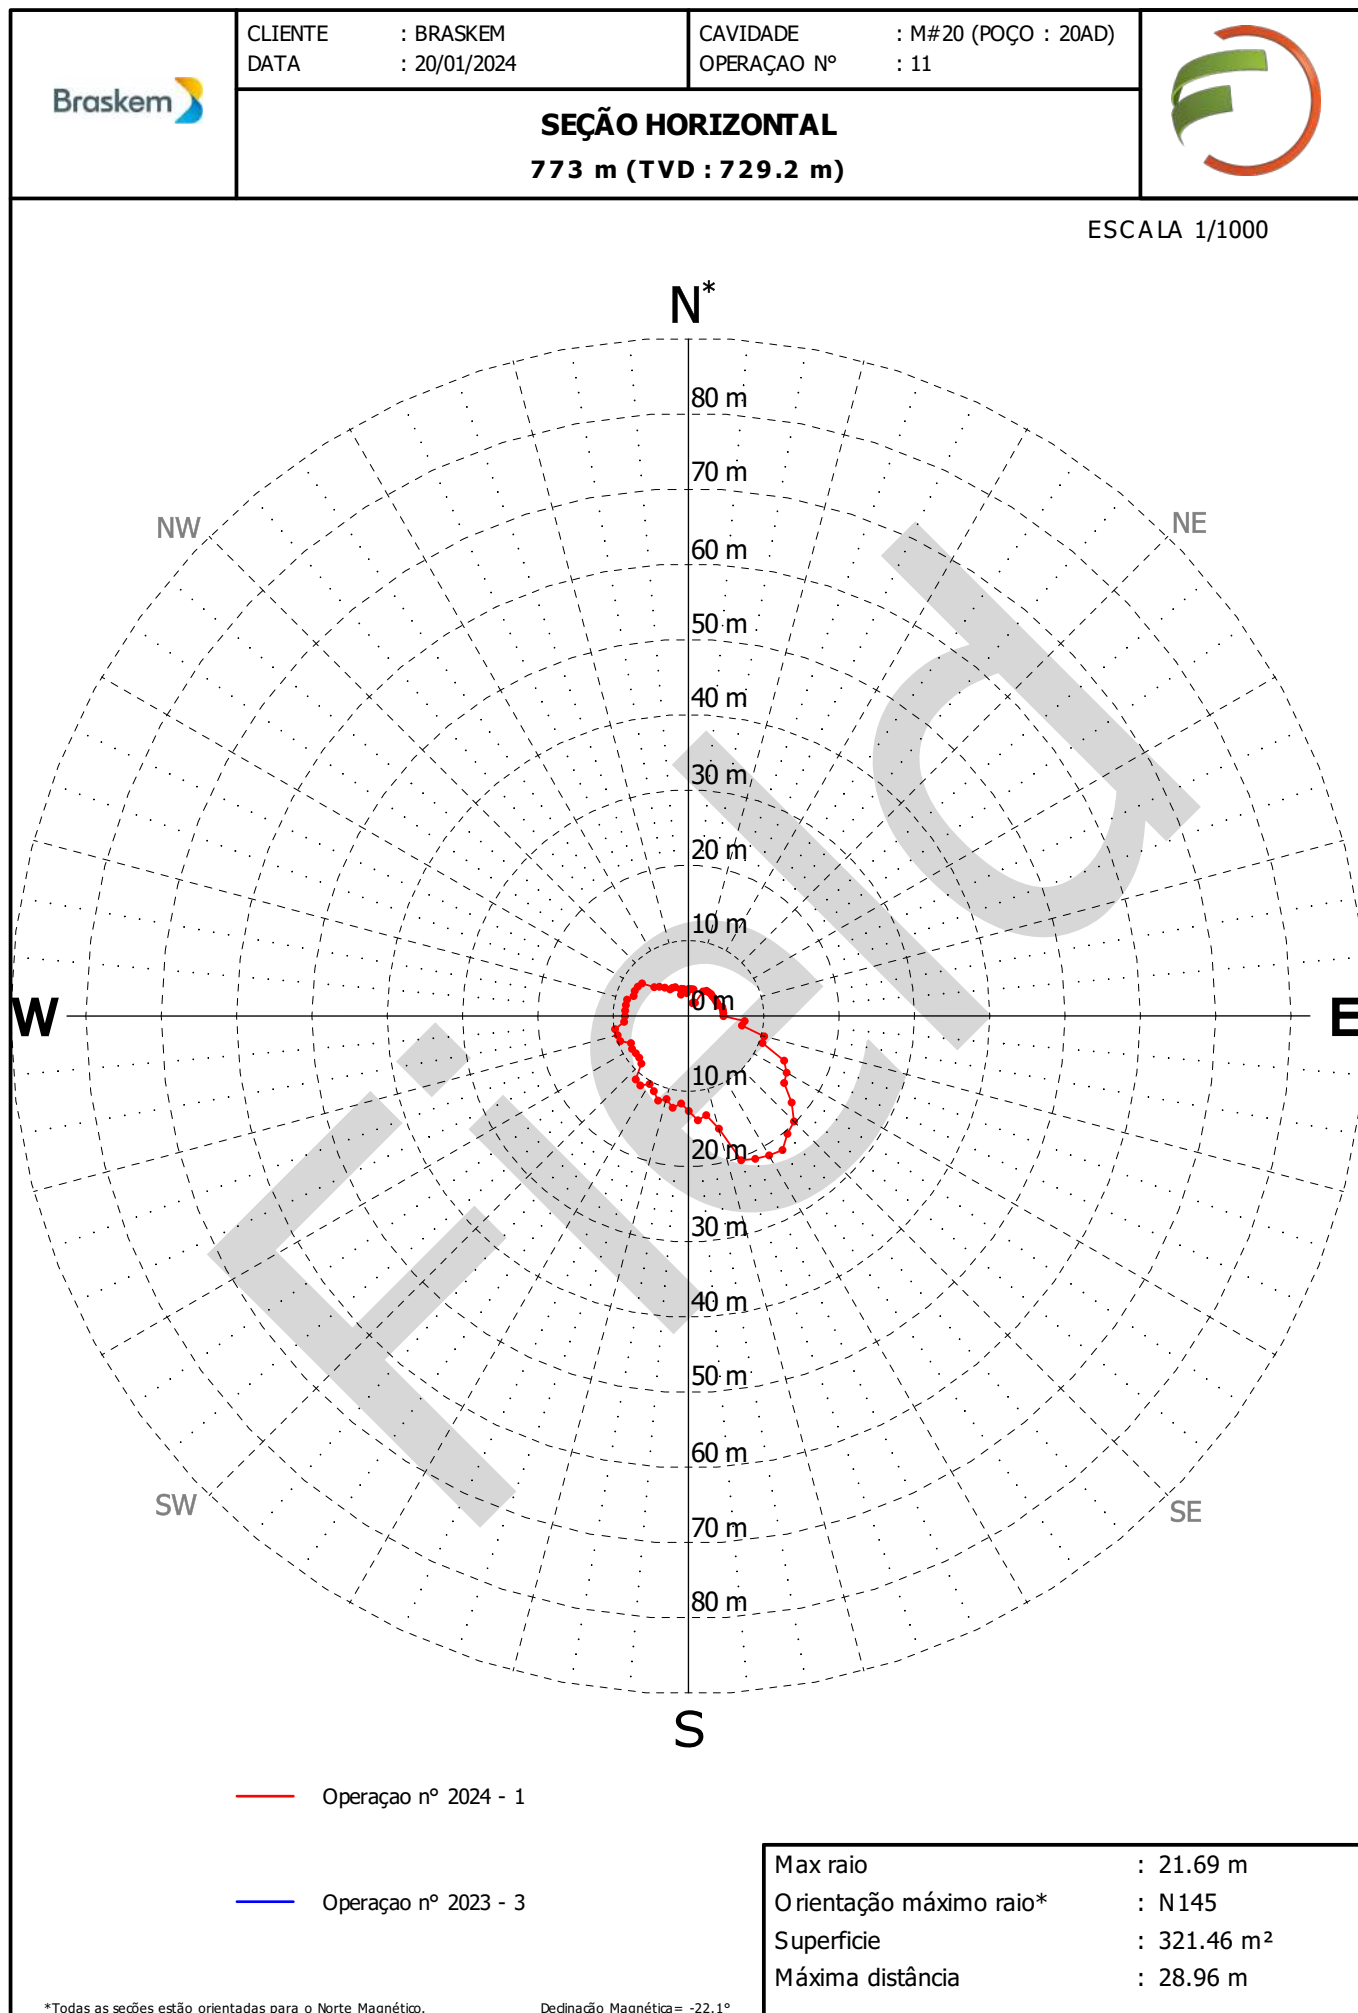 Braskem
CLIENTE : BRASKEM
DATA : 20/01/2024
CAVIDADE : M#20 (POÇO : 20AD)
OPERAÇAO N° : 11
SEÇÃO HORIZONTAL
773 m (TVD : 729.2 m)
ESCALA 1/1000
N*
80 m
70 m
60 m
50 m
40 m
30 m
20 m
10 m
0 m
10 m
20 m
30 m
40 m
50 m
60 m
70 m
80 m
NW
NE
W
E
SW
SE
S
Field
Operaçao n° 2024 - 1
Operaçao n° 2023 - 3
Max raio : 21.69 m
Orientação máximo raio* : N145
Superficie : 321.46 m²
Máxima distância : 28.96 m
*Todas as seções estão orientadas para o Norte Magnético. Declinação Magnética= -22.1°